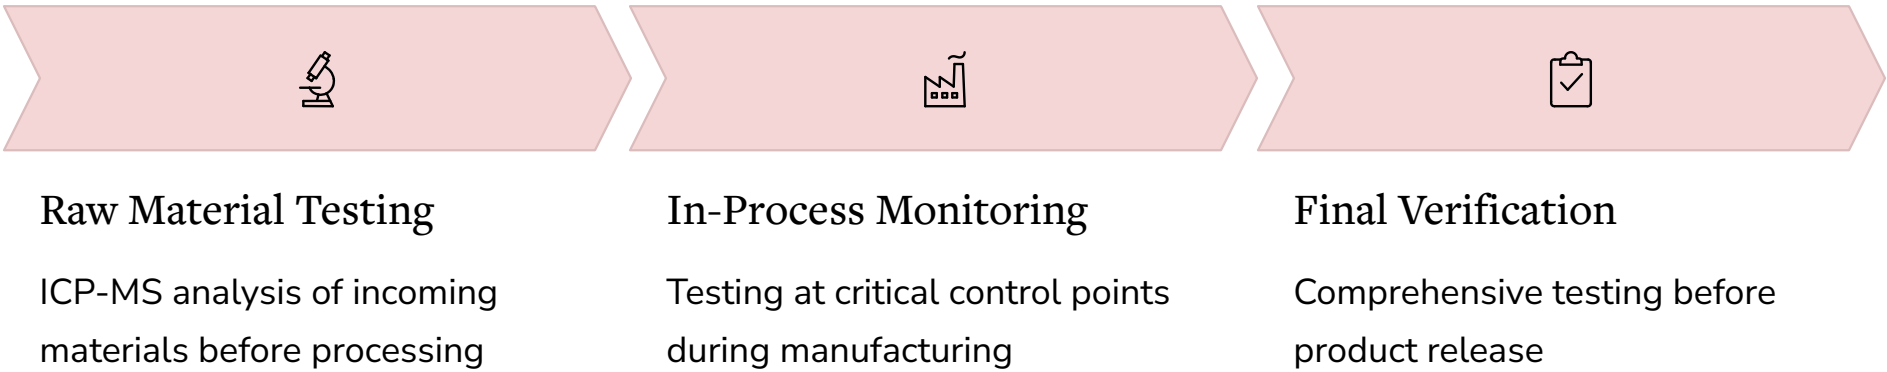 Raw Material Testing
ICP-MS analysis of incoming
materials before processing
In-Process Monitoring
Testing at critical control points
during manufacturing
Final Verification
Comprehensive testing before
product release